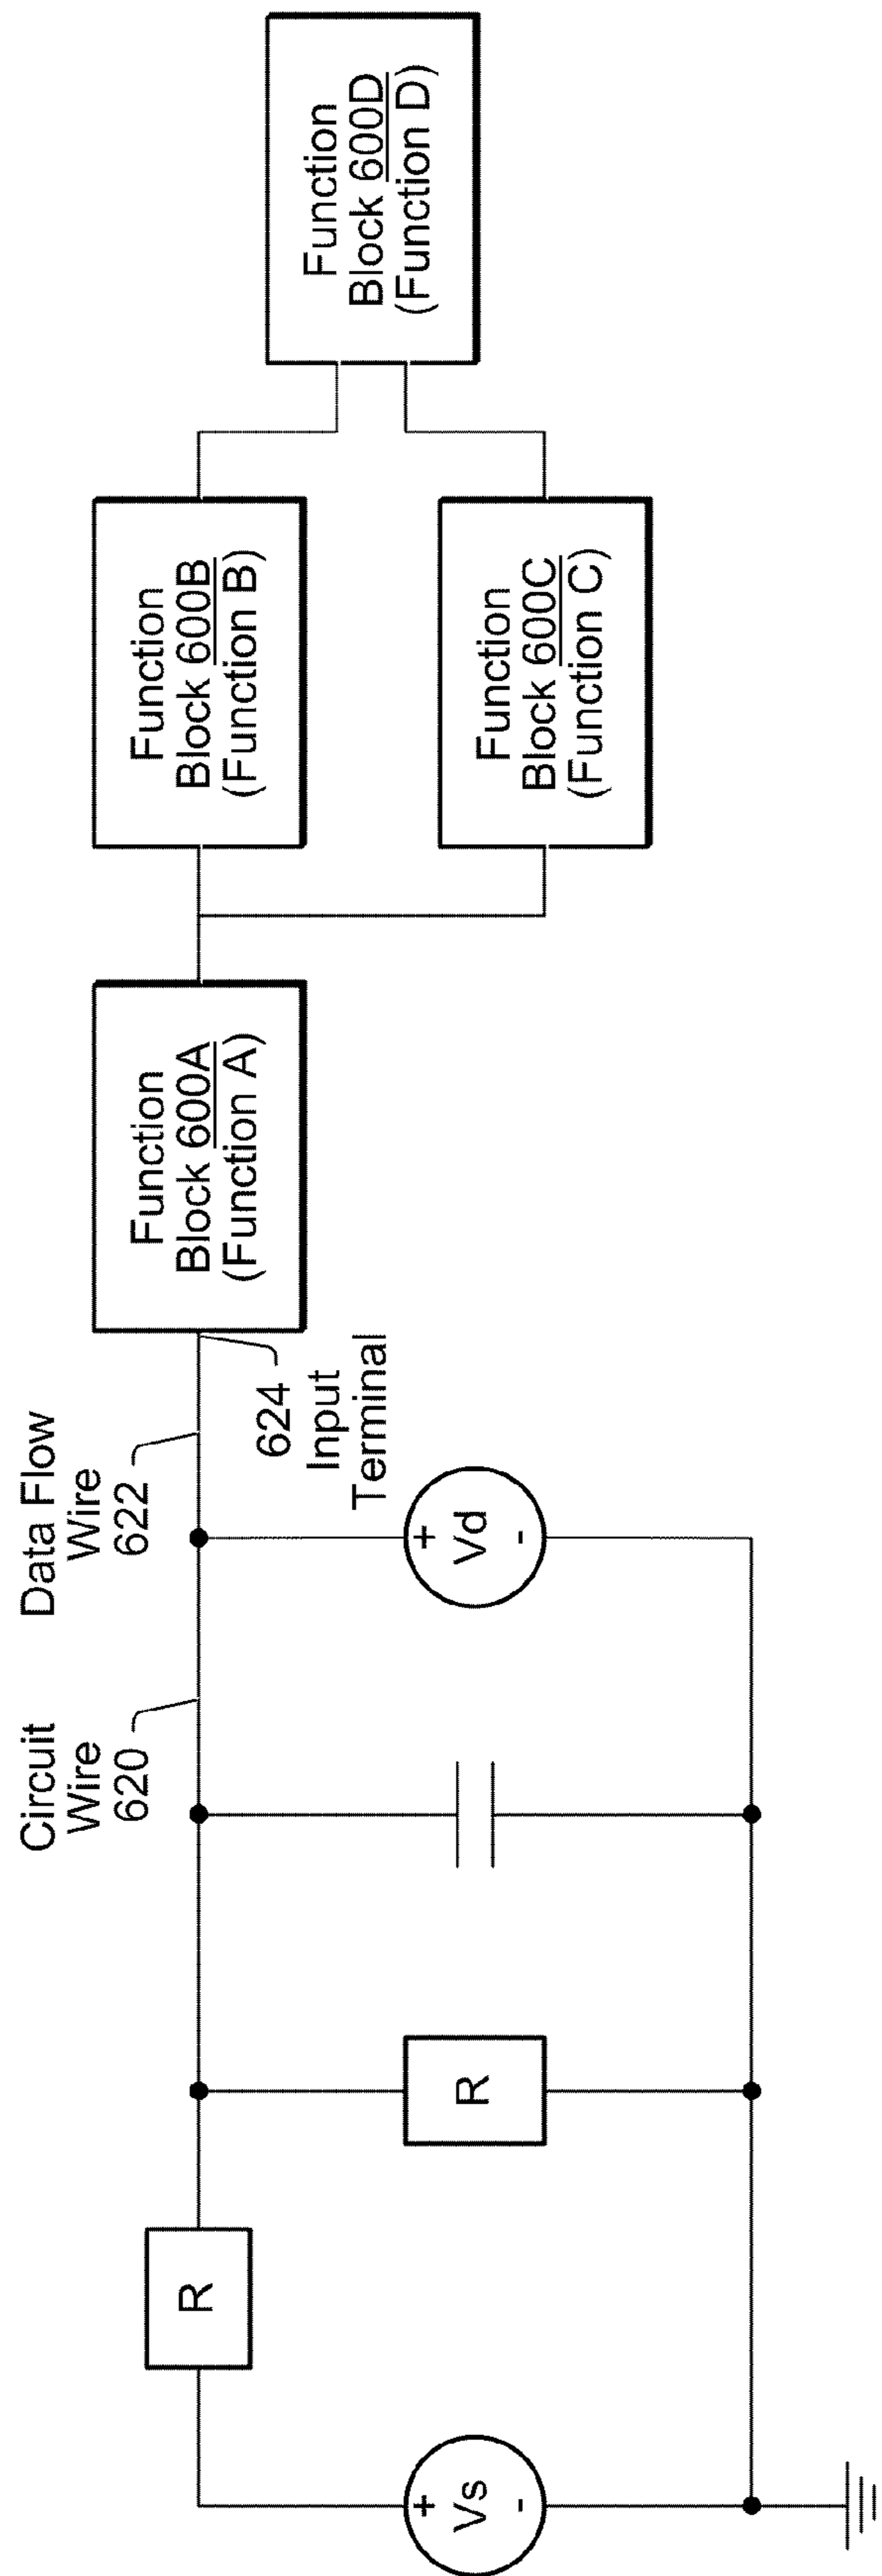 Circuit
Wire
620
Data Flow
Wire
622
624
Input
Terminal
R
R
+
Vs
-
+
Vd
-
Function
Block 600A
(Function A)
Function
Block 600B
(Function B)
Function
Block 600C
(Function C)
Function
Block 600D
(Function D)